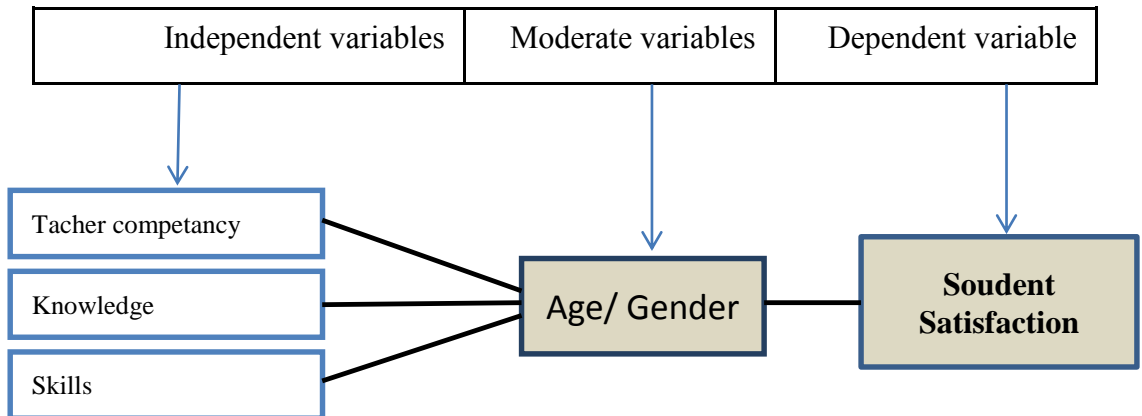 Independent variables
Moderate variables
Dependent variable
Tacher competancy
Knowledge
Skills
Age/ Gender
Soudent
Satisfaction